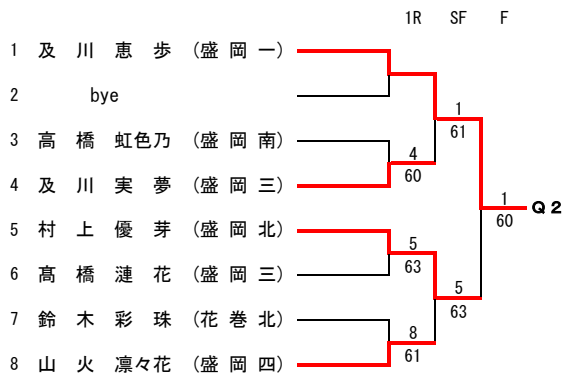 1R SF F
1 及 川 恵 歩 (盛 岡 一)
2 bye
1
61
3 高 橋 虹色乃 (盛 岡 南)
4
60
4 及 川 実 夢 (盛 岡 三)
1
60
Q2
5 村 上 優 芽 (盛 岡 北)
5
63
6 髙 橋 漣 花 (盛 岡 三)
5
63
7 鈴 木 彩 珠 (花 巻 北)
8
61
8 山 火 凛々花 (盛 岡 四)